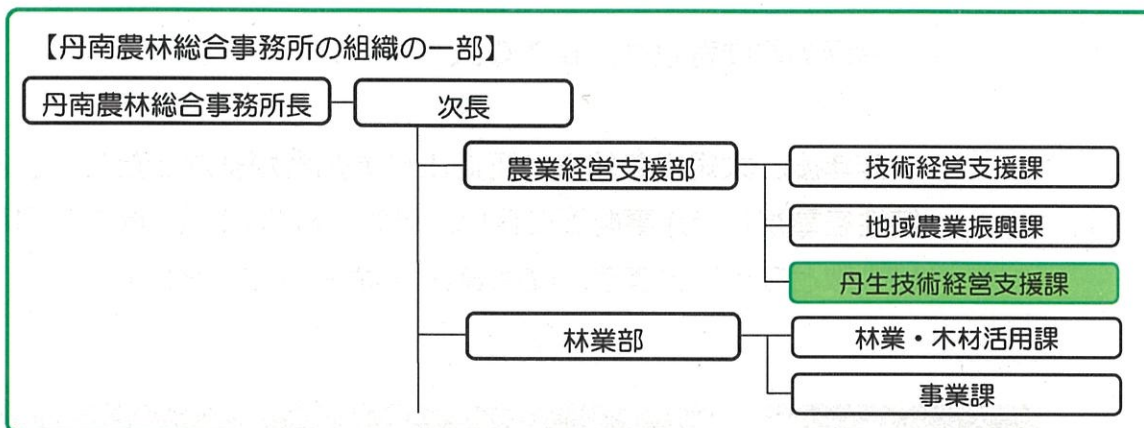 【丹南農林総合事務所の組織の一部】
丹南農林総合事務所長
次長
農業経営支援部
技術経営支援課
地域農業振興課
丹生技術経営支援課
林業部
林業・木材活用課
事業課